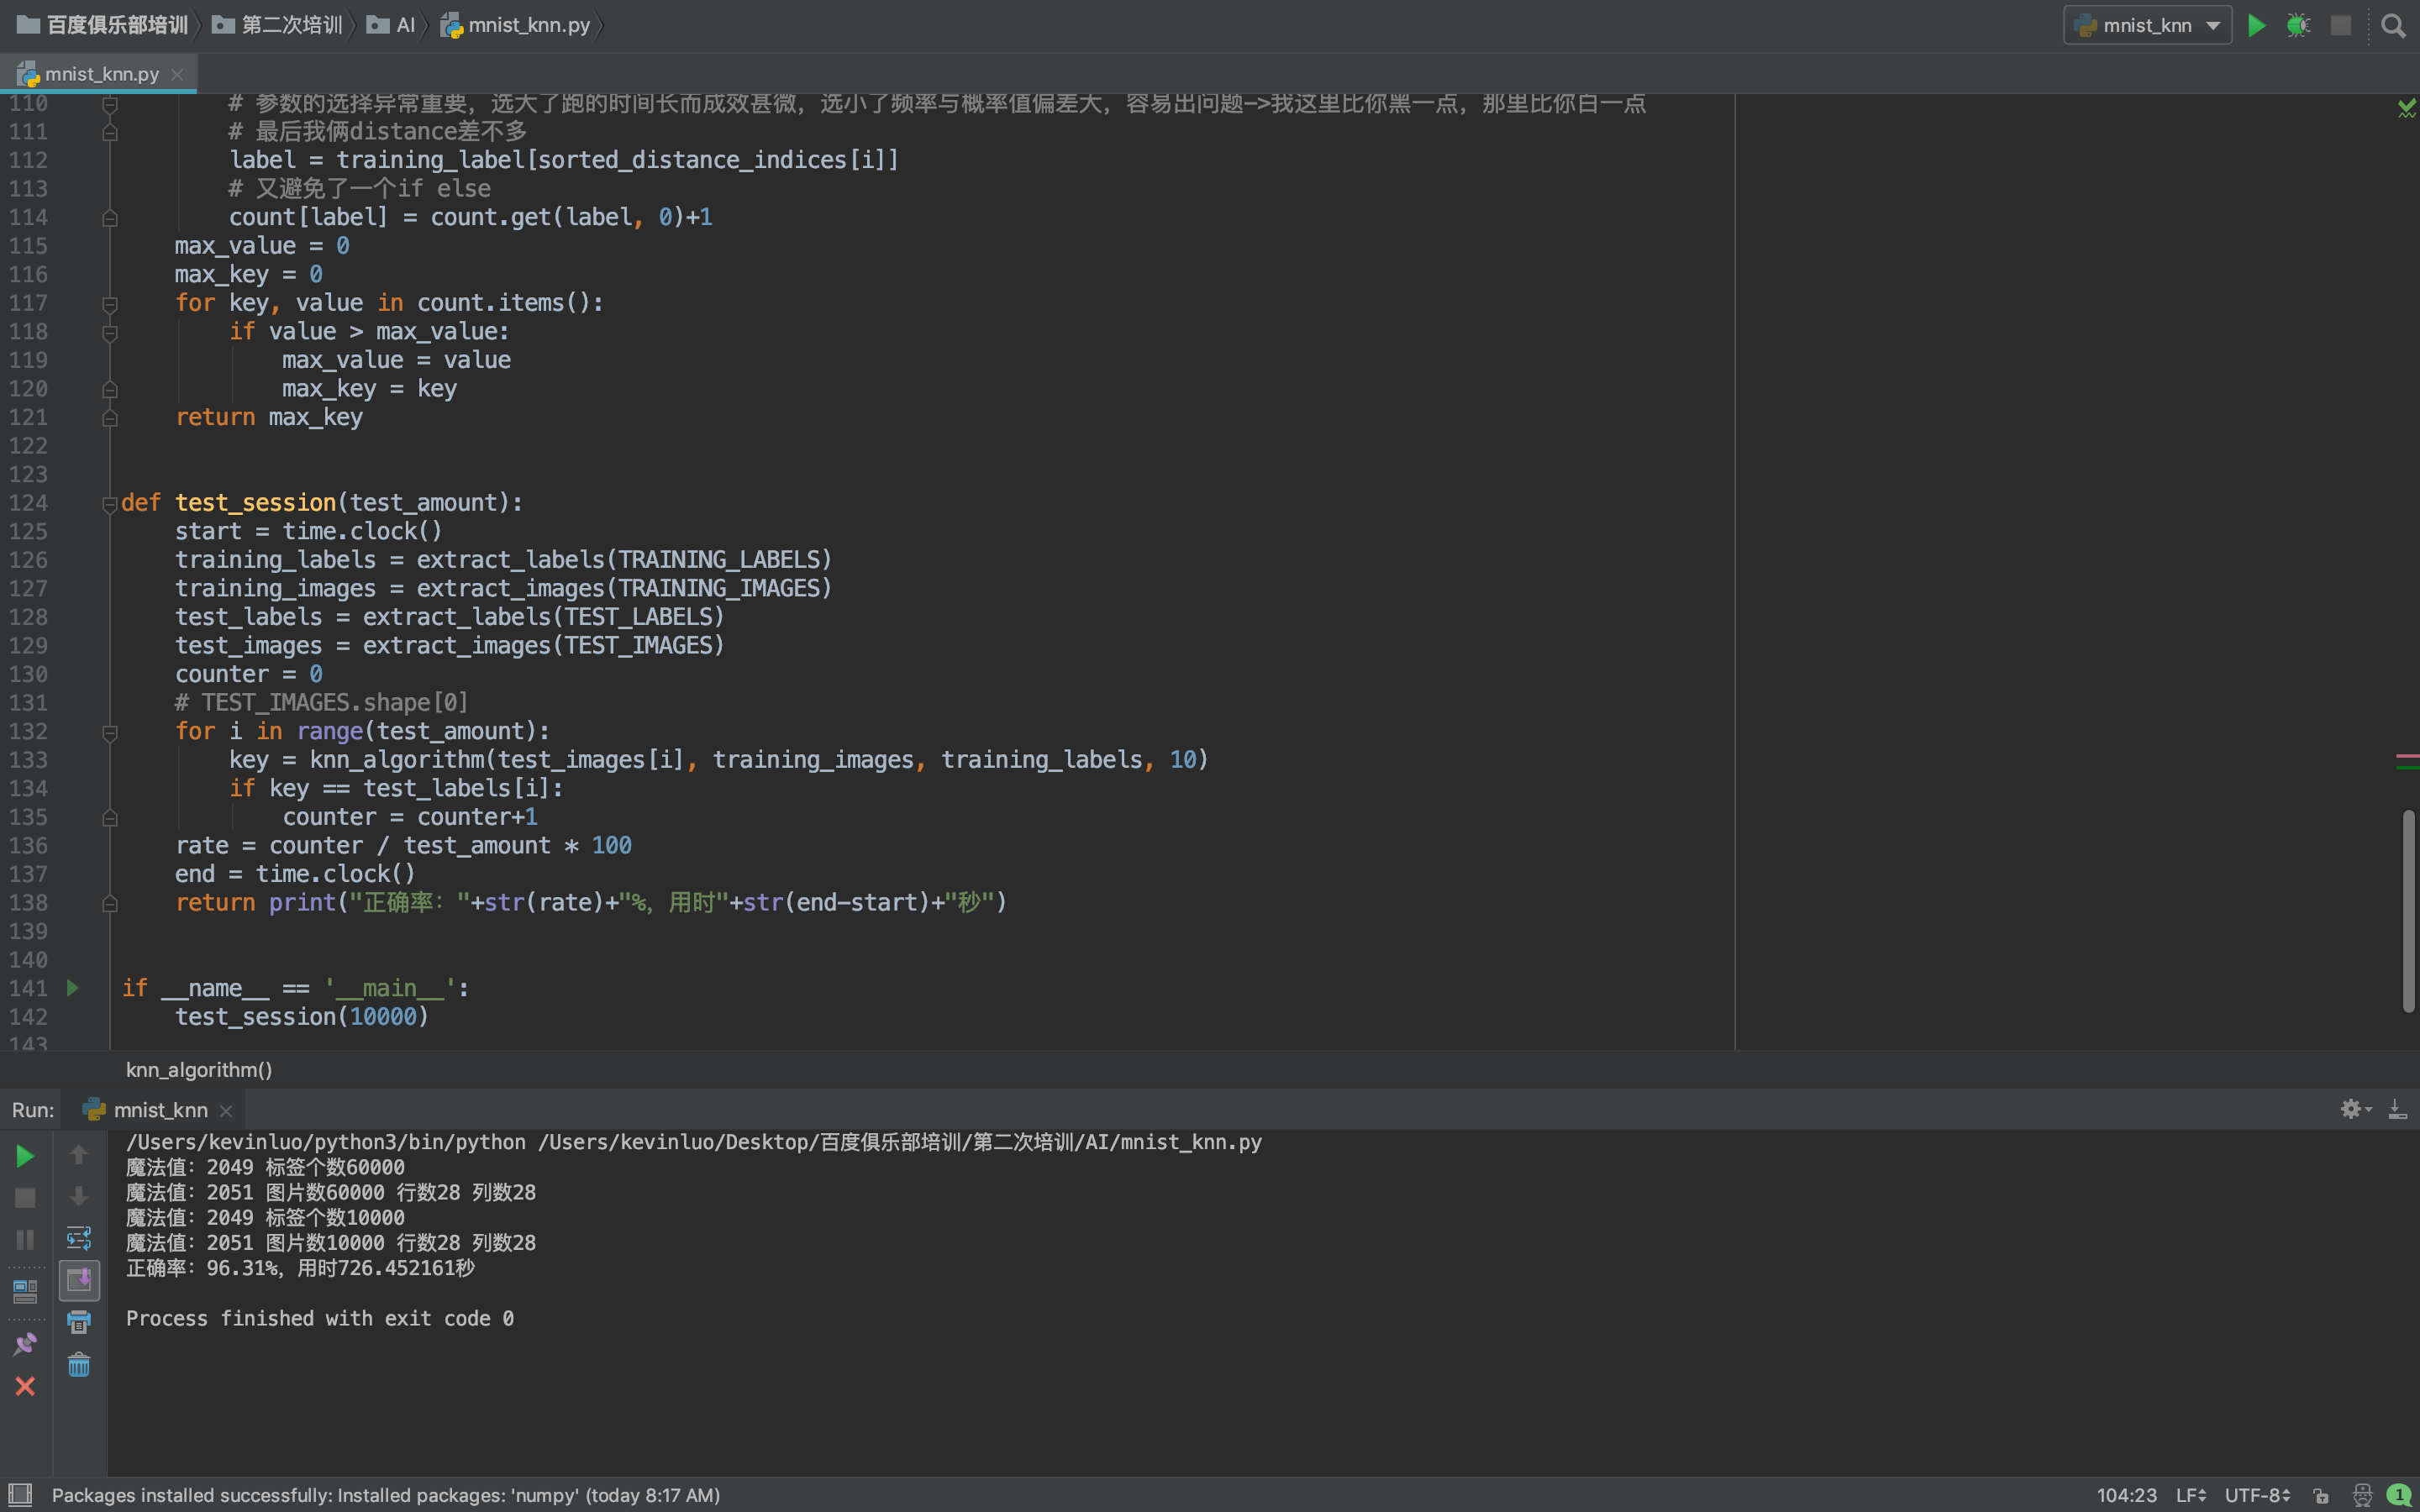 百度俱乐部培训 第二次培训 AI mnist_knn.py mnist_knn
mnist_knn.py
110 # 参数的选择异常重要，选大了跑的时间长而成效甚微，选小了频率与概率值偏差大，容易出问题->我这里比你黑一点，那里比你白一点
111 # 最后我俩distance差不多
112 label = training_label[sorted_distance_indices[i]]
113 # 又避免了一个if else
114 count[label] = count.get(label, 0)+1
115 max_value = 0
116 max_key = 0
117 for key, value in count.items():
118 if value > max_value:
119 max_value = value
120 max_key = key
121 return max_key
122
123
124 def test_session(test_amount):
125 start = time.clock()
126 training_labels = extract_labels(TRAINING_LABELS)
127 training_images = extract_images(TRAINING_IMAGES)
128 test_labels = extract_labels(TEST_LABELS)
129 test_images = extract_images(TEST_IMAGES)
130 counter = 0
131 # TEST_IMAGES.shape[0]
132 for i in range(test_amount):
133 key = knn_algorithm(test_images[i], training_images, training_labels, 10)
134 if key == test_labels[i]:
135 counter = counter+1
136 rate = counter / test_amount * 100
137 end = time.clock()
138 return print("正确率："+str(rate)+"%，用时"+str(end-start)+"秒")
139
140
141 if __name__ == '__main__':
142 test_session(10000)
143
knn_algorithm()
Run: mnist_knn
/Users/kevinluo/python3/bin/python /Users/kevinluo/Desktop/百度俱乐部培训/第二次培训/AI/mnist_knn.py
魔法值：2049 标签个数60000
魔法值：2051 图片数60000 行数28 列数28
魔法值：2049 标签个数10000
魔法值：2051 图片数10000 行数28 列数28
正确率：96.31%，用时726.452161秒
Process finished with exit code 0
Packages installed successfully: Installed packages: 'numpy' (today 8:17 AM) 104:23 LF UTF-8 1